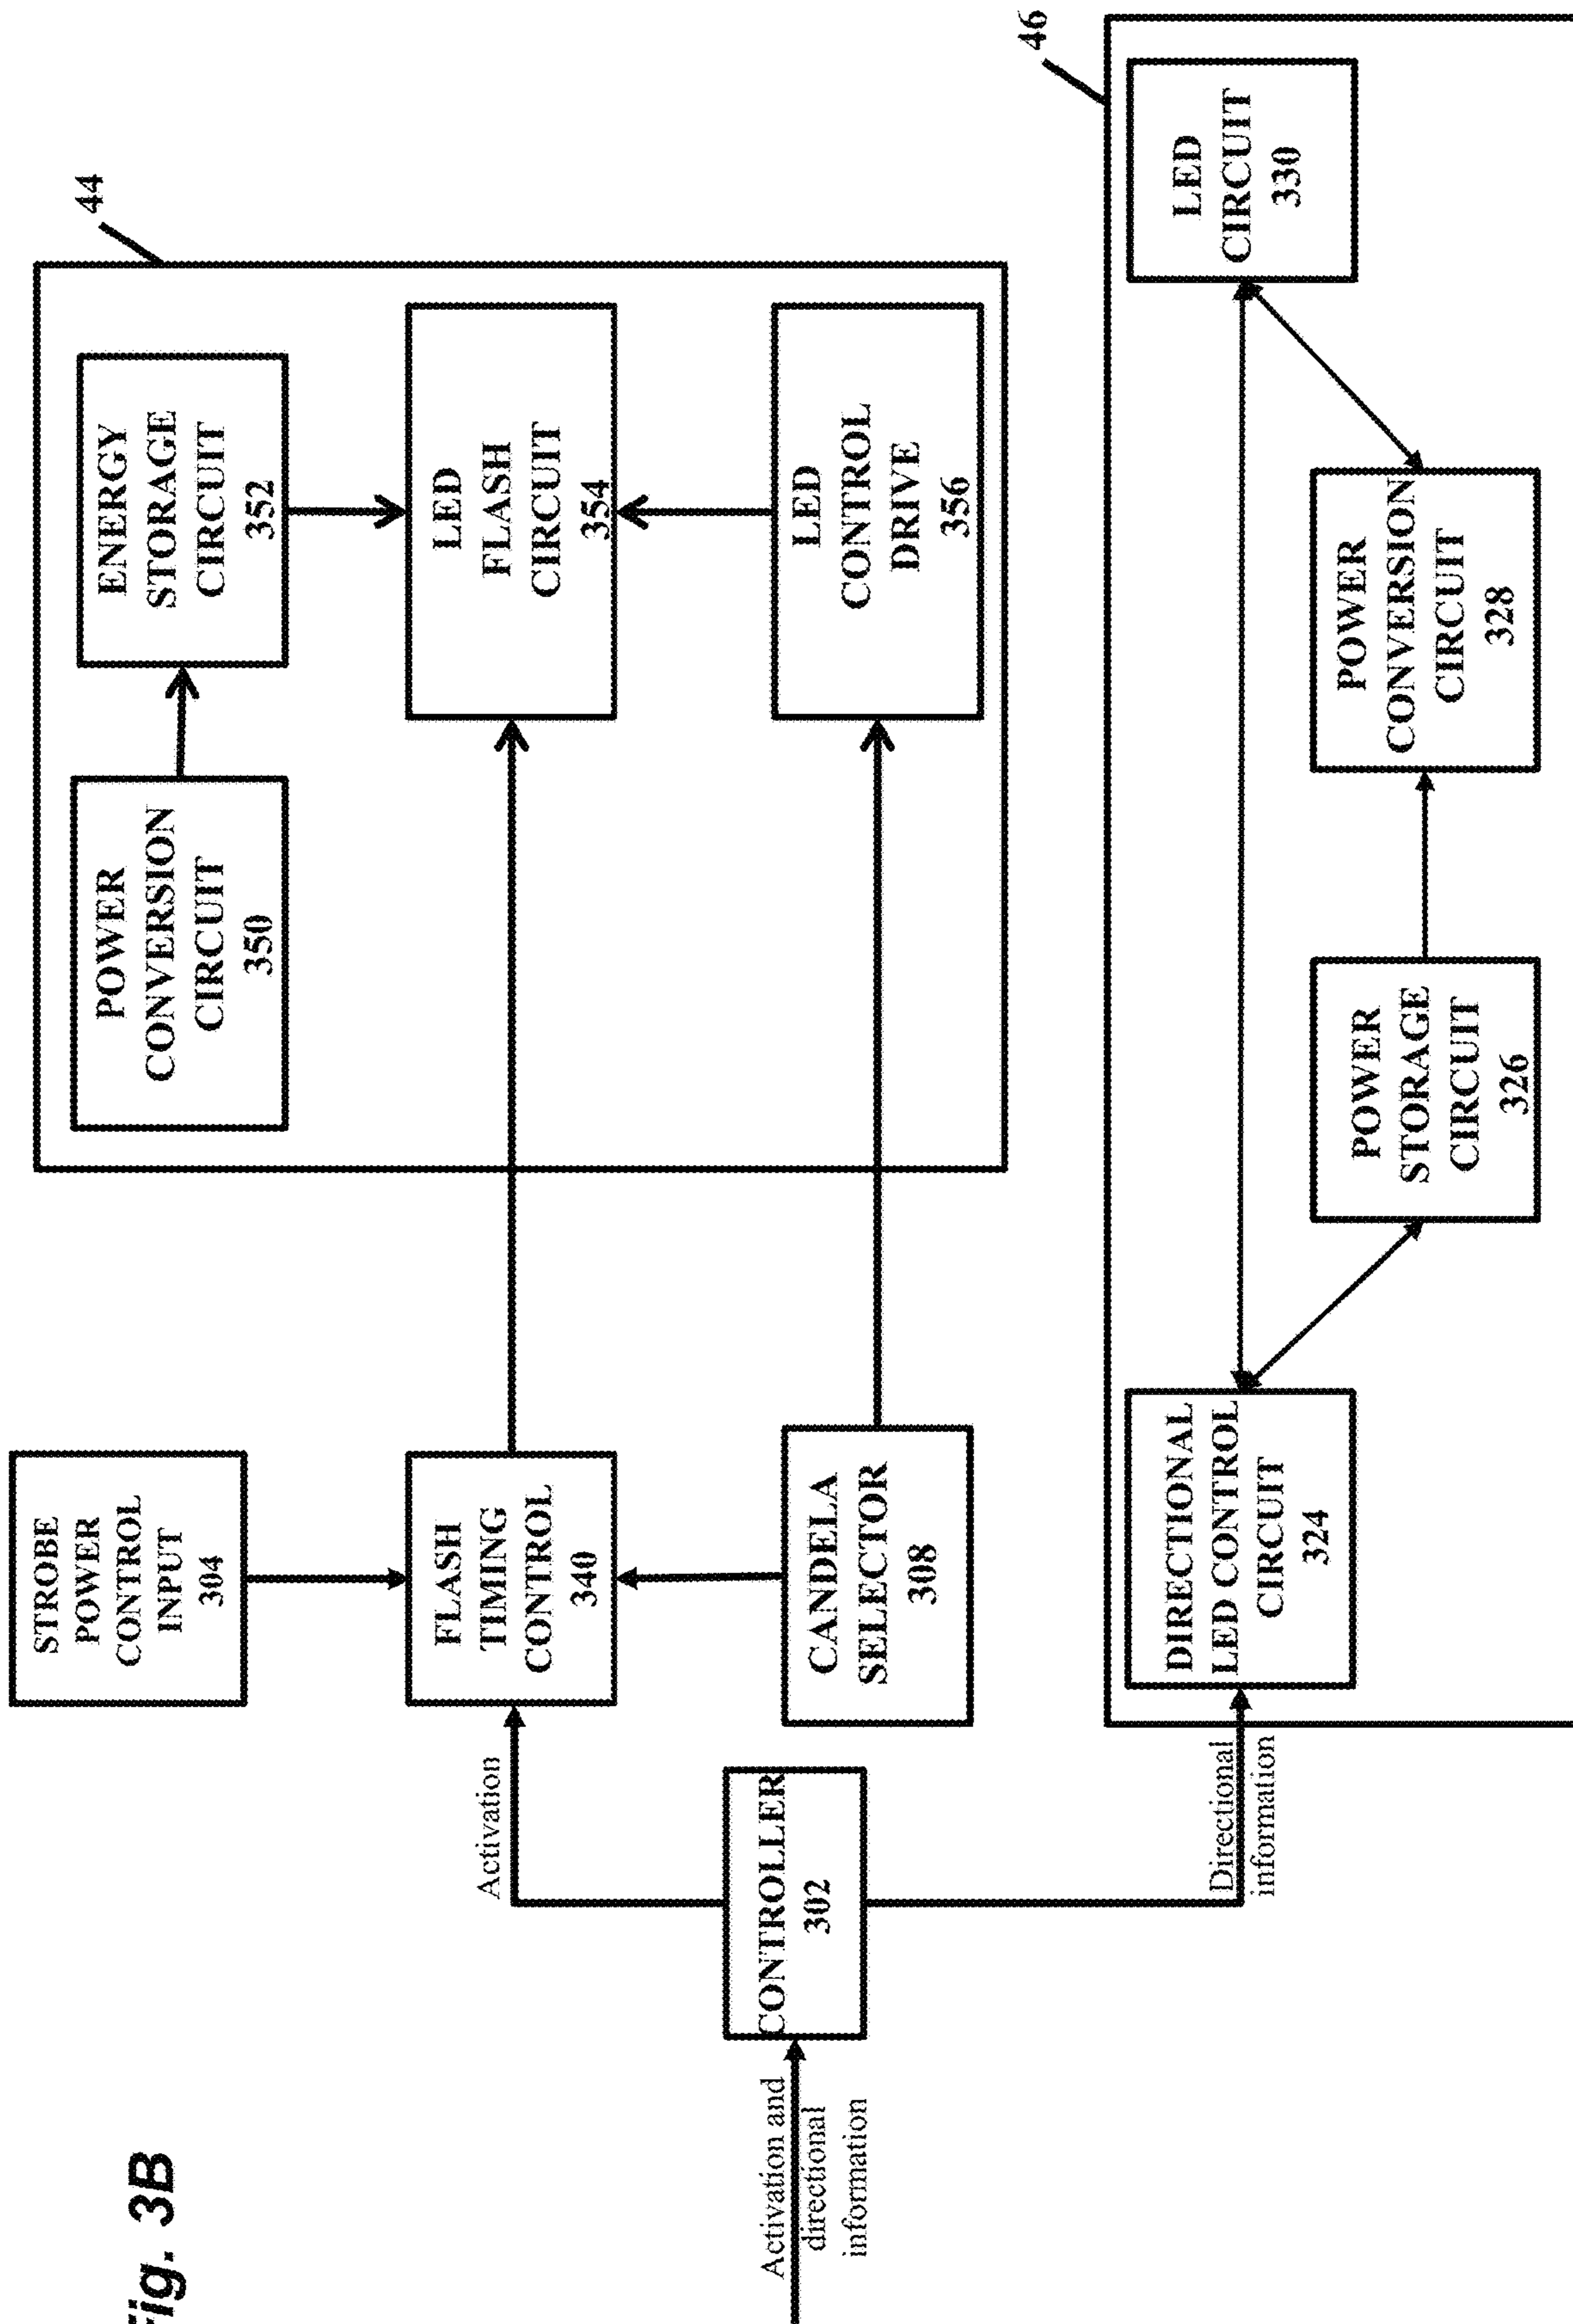 Fig. 3B
STROBE
POWER
CONTROL
INPUT
304
POWER
CONVERSION
CIRCUIT
350
ENERGY
STORAGE
CIRCUIT
352
44
Activation
FLASH
TIMING
CONTROL
340
LED
FLASH
CIRCUIT
354
Activation and
directional
information
CONTROLLER
302
CANDELA
SELECTOR
308
LED
CONTROL
DRIVE
356
46
Directional
information
DIRECTIONAL
LED CONTROL
CIRCUIT
324
POWER
STORAGE
CIRCUIT
326
POWER
CONVERSION
CIRCUIT
328
LED
CIRCUIT
330